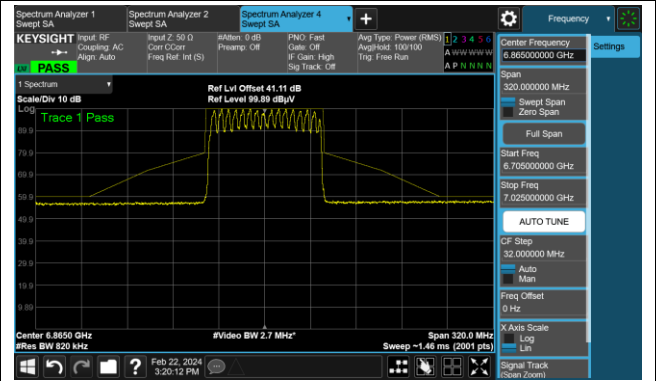 Spectrum Analyzer 1
Swept SA
Spectrum Analyzer 2
Swept SA
Spectrum Analyzer 4
Swept SA
Frequency
KEYSIGHT
Input: RF
Coupling: AC
Align: Auto
Input Z: 50 Ω
Corr CCorr
Freq Ref: Int (S)
#Atten: 0 dB
Preamp: Off
PNO: Fast
Gate: Off
IF Gain: High
Sig Track: Off
Avg Type: Power (RMS)
Avg|Hold: 100/100
Trig: Free Run
1 2 3 4 5 6
A W W W W W
A P N N N N
LXI
PASS
1 Spectrum
Scale/Div 10 dB
Ref Lvl Offset 41.11 dB
Ref Level 99.89 dBµV
Log
Trace 1 Pass
89.9
79.9
69.9
59.9
49.9
39.9
29.9
19.9
9.89
Center 6.8650 GHz
#Res BW 820 kHz
#Video BW 2.7 MHz*
Span 320.0 MHz
Sweep ~1.46 ms (2001 pts)
Feb 22, 2024
3:20:12 PM
Center Frequency
6.865000000 GHz
Settings
Span
320.000000 MHz
Swept Span
Zero Span
Full Span
Start Freq
6.705000000 GHz
Stop Freq
7.025000000 GHz
AUTO TUNE
CF Step
32.000000 MHz
Auto
Man
Freq Offset
0 Hz
X Axis Scale
Log
Lin
Signal Track
(Span Zoom)